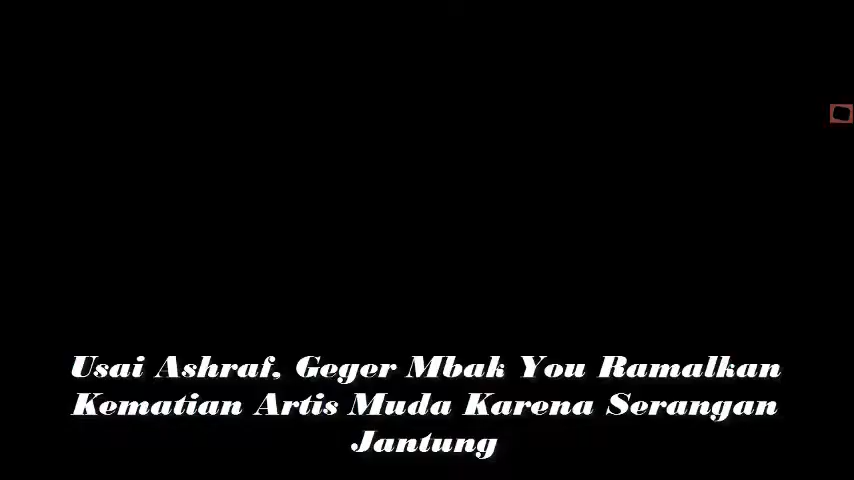 Usai Ashraf, Geger Mbak You Ramalkan
Kematian Artis Muda Karena Serangan
Jantung